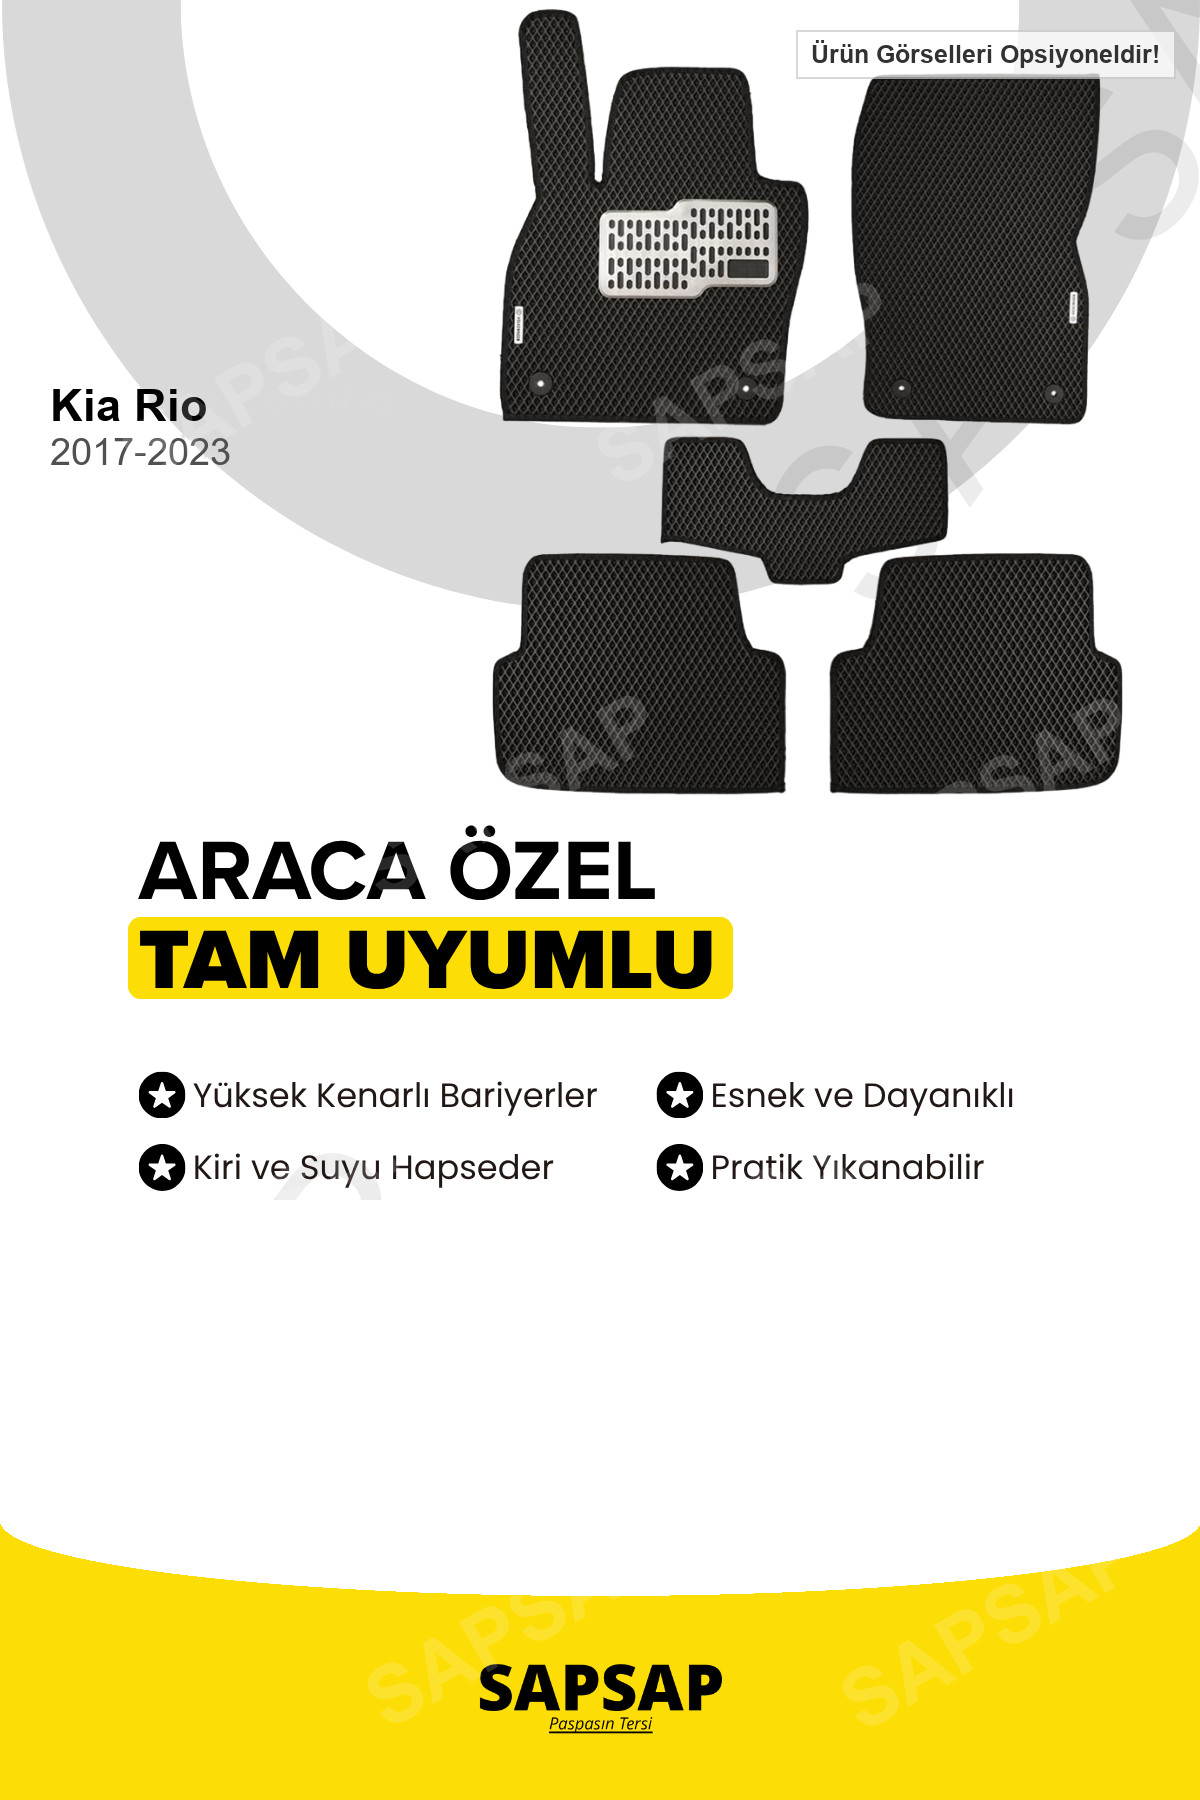 Ürün Görselleri Opsiyoneldir!
Kia Rio
2017-2023
ARACA ÖZEL
TAM UYUMLU
Yüksek Kenarlı Bariyerler
Esnek ve Dayanıklı
Kiri ve Suyu Hapseder
Pratik Yıkanabilir
SAPSAP
Paspasın Tersi